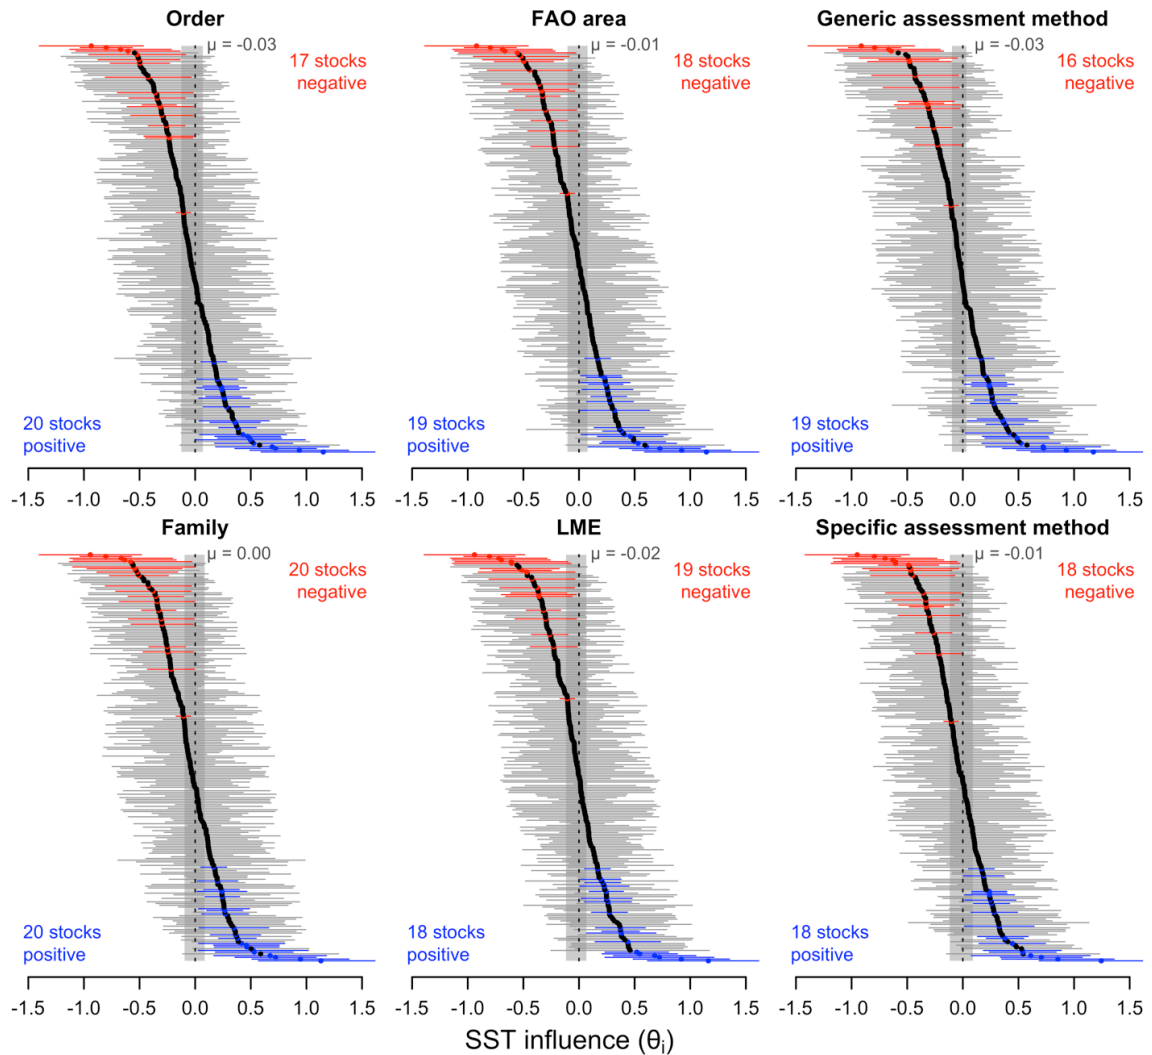 Order
μ = -0.03
17 stocks
negative
20 stocks
positive
-1.5 -1.0 -0.5 0.0 0.5 1.0 1.5
FAO area
μ = -0.01
18 stocks
negative
19 stocks
positive
-1.5 -1.0 -0.5 0.0 0.5 1.0 1.5
Generic assessment method
μ = -0.03
16 stocks
negative
19 stocks
positive
-1.5 -1.0 -0.5 0.0 0.5 1.0 1.5
Family
μ = 0.00
20 stocks
negative
20 stocks
positive
-1.5 -1.0 -0.5 0.0 0.5 1.0 1.5
LME
μ = -0.02
19 stocks
negative
18 stocks
positive
-1.5 -1.0 -0.5 0.0 0.5 1.0 1.5
Specific assessment method
μ = -0.01
18 stocks
negative
18 stocks
positive
-1.5 -1.0 -0.5 0.0 0.5 1.0 1.5
SST influence (θi)